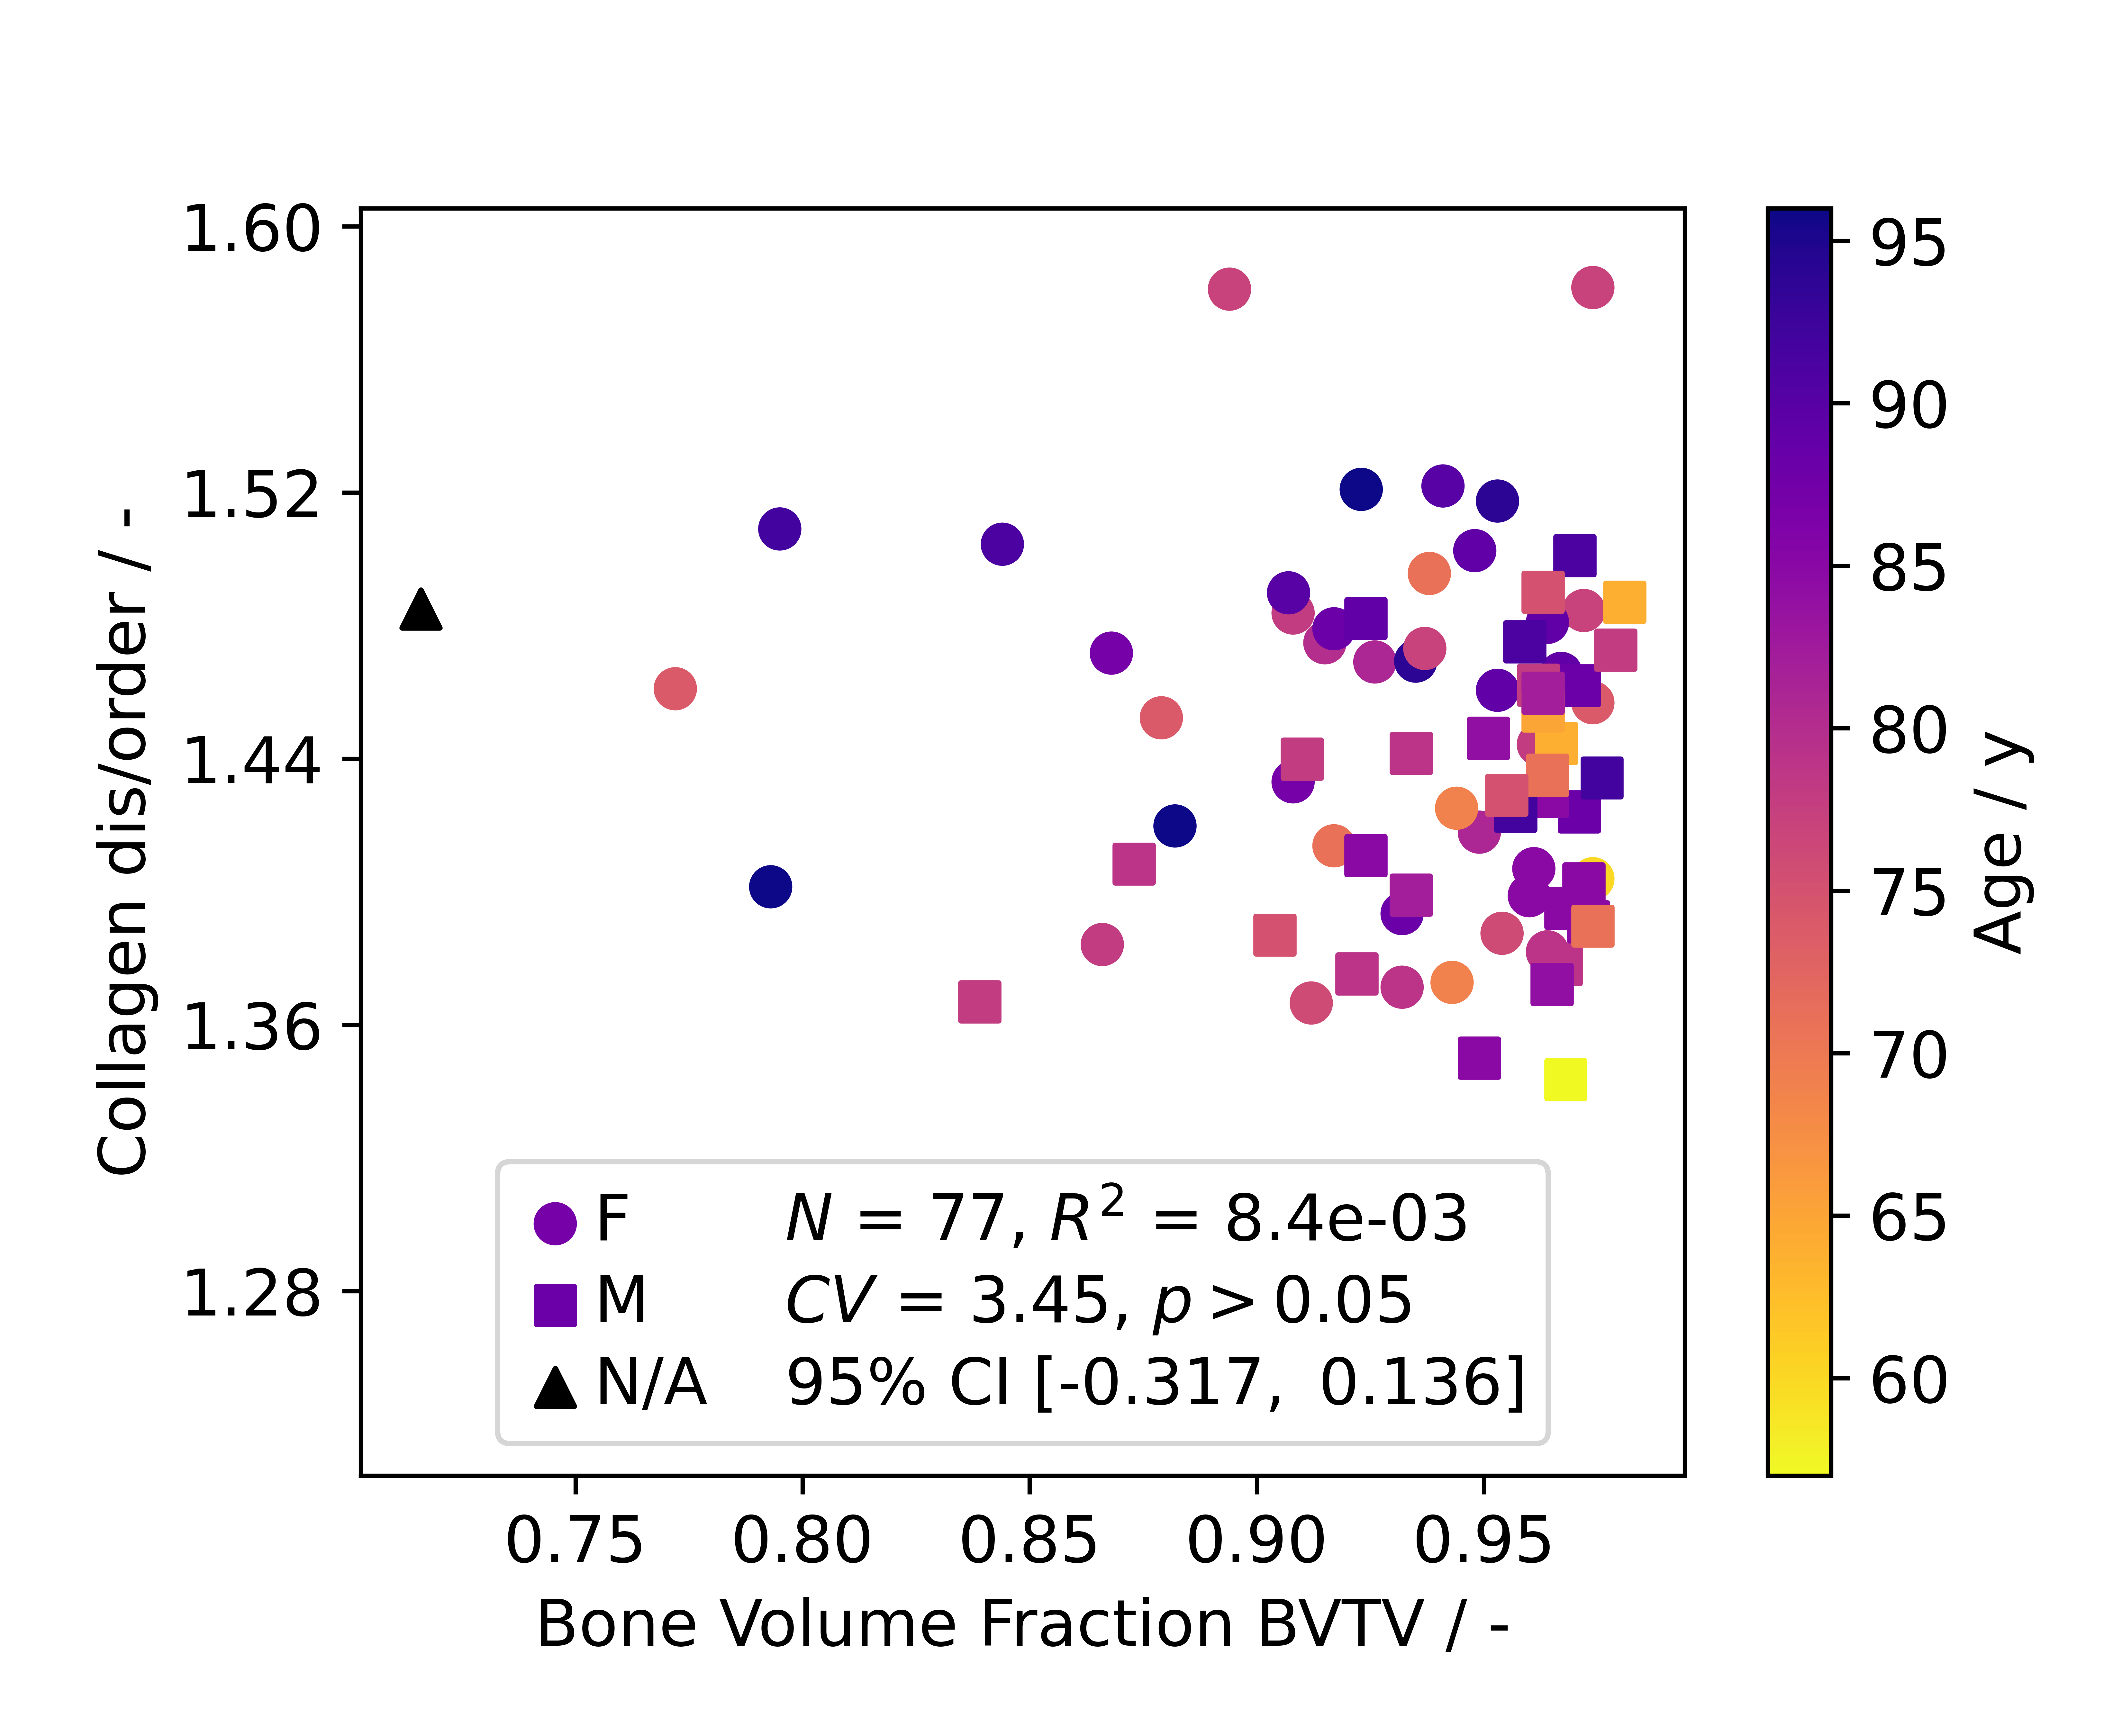 1.60
1.52
1.44
1.36
1.28
Collagen dis/order / -
0.75 0.80 0.85 0.90 0.95
Bone Volume Fraction BVTV / -
F N = 77, R² = 8.4e-03
M CV = 3.45, p > 0.05
N/A 95% CI [-0.317, 0.136]
95
90
85
80
75
70
65
60
Age / y